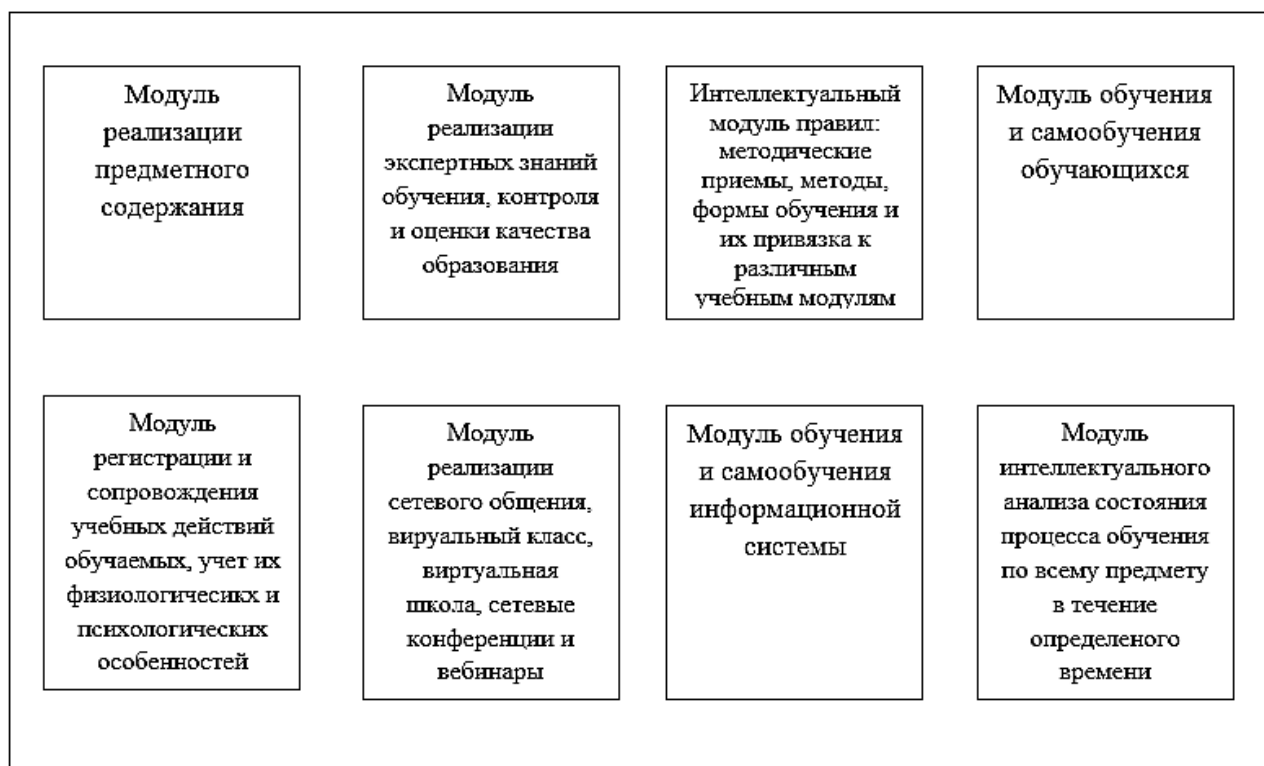 Модуль
реализации
предметного
содержания
Модуль
реализации
экспертных знаний
обучения, контроля
и оценки качества
образования
Интеллектуальный
модуль правил:
методические
приемы, методы,
формы обучения и
их привязка к
различным
учебным модулям
Модуль обучения
и самообучения
обучающихся
Модуль
регистрации и
сопровождения
учебных действий
обучаемых, учет их
физиологичесикх и
психологических
особенностей
Модуль
реализации
сетевого общения,
вируальный класс,
виртуальная
школа, сетевые
конференции и
вебинары
Модуль обучения
и самообучения
информационной
системы
Модуль
интеллектуального
анализа состояния
процесса обучения
по всему предмету
в течение
определеного
времени